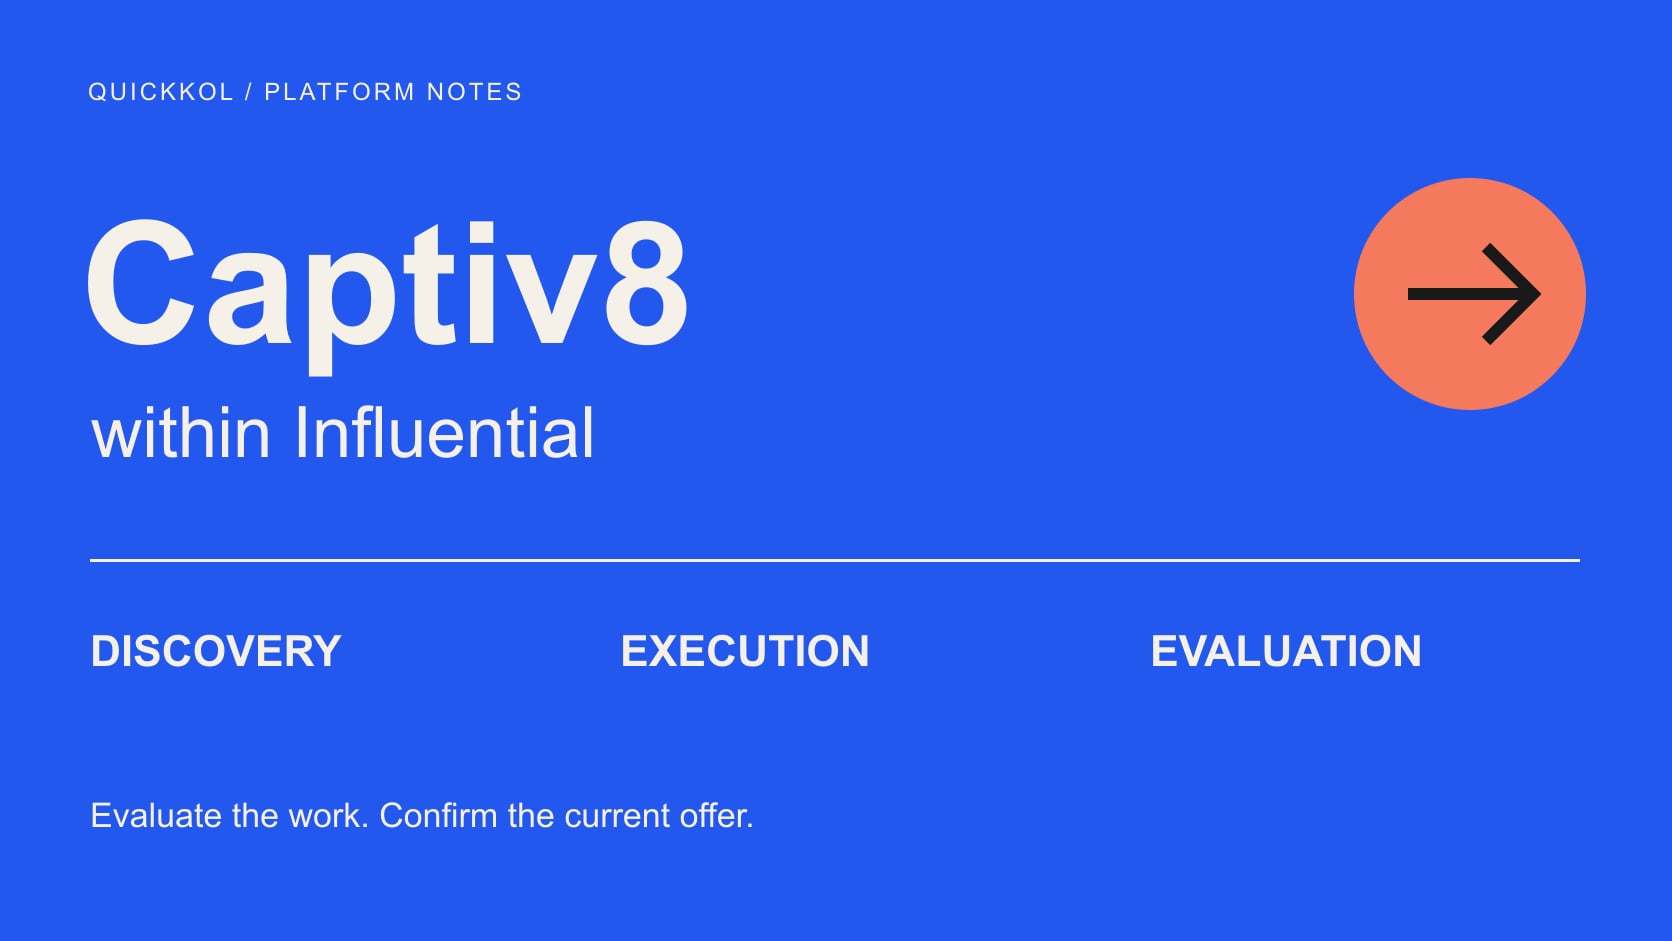 QUICKKOL / PLATFORM NOTES
Captiv8
within Influential
DISCOVERY
EXECUTION
EVALUATION
Evaluate the work. Confirm the current offer.